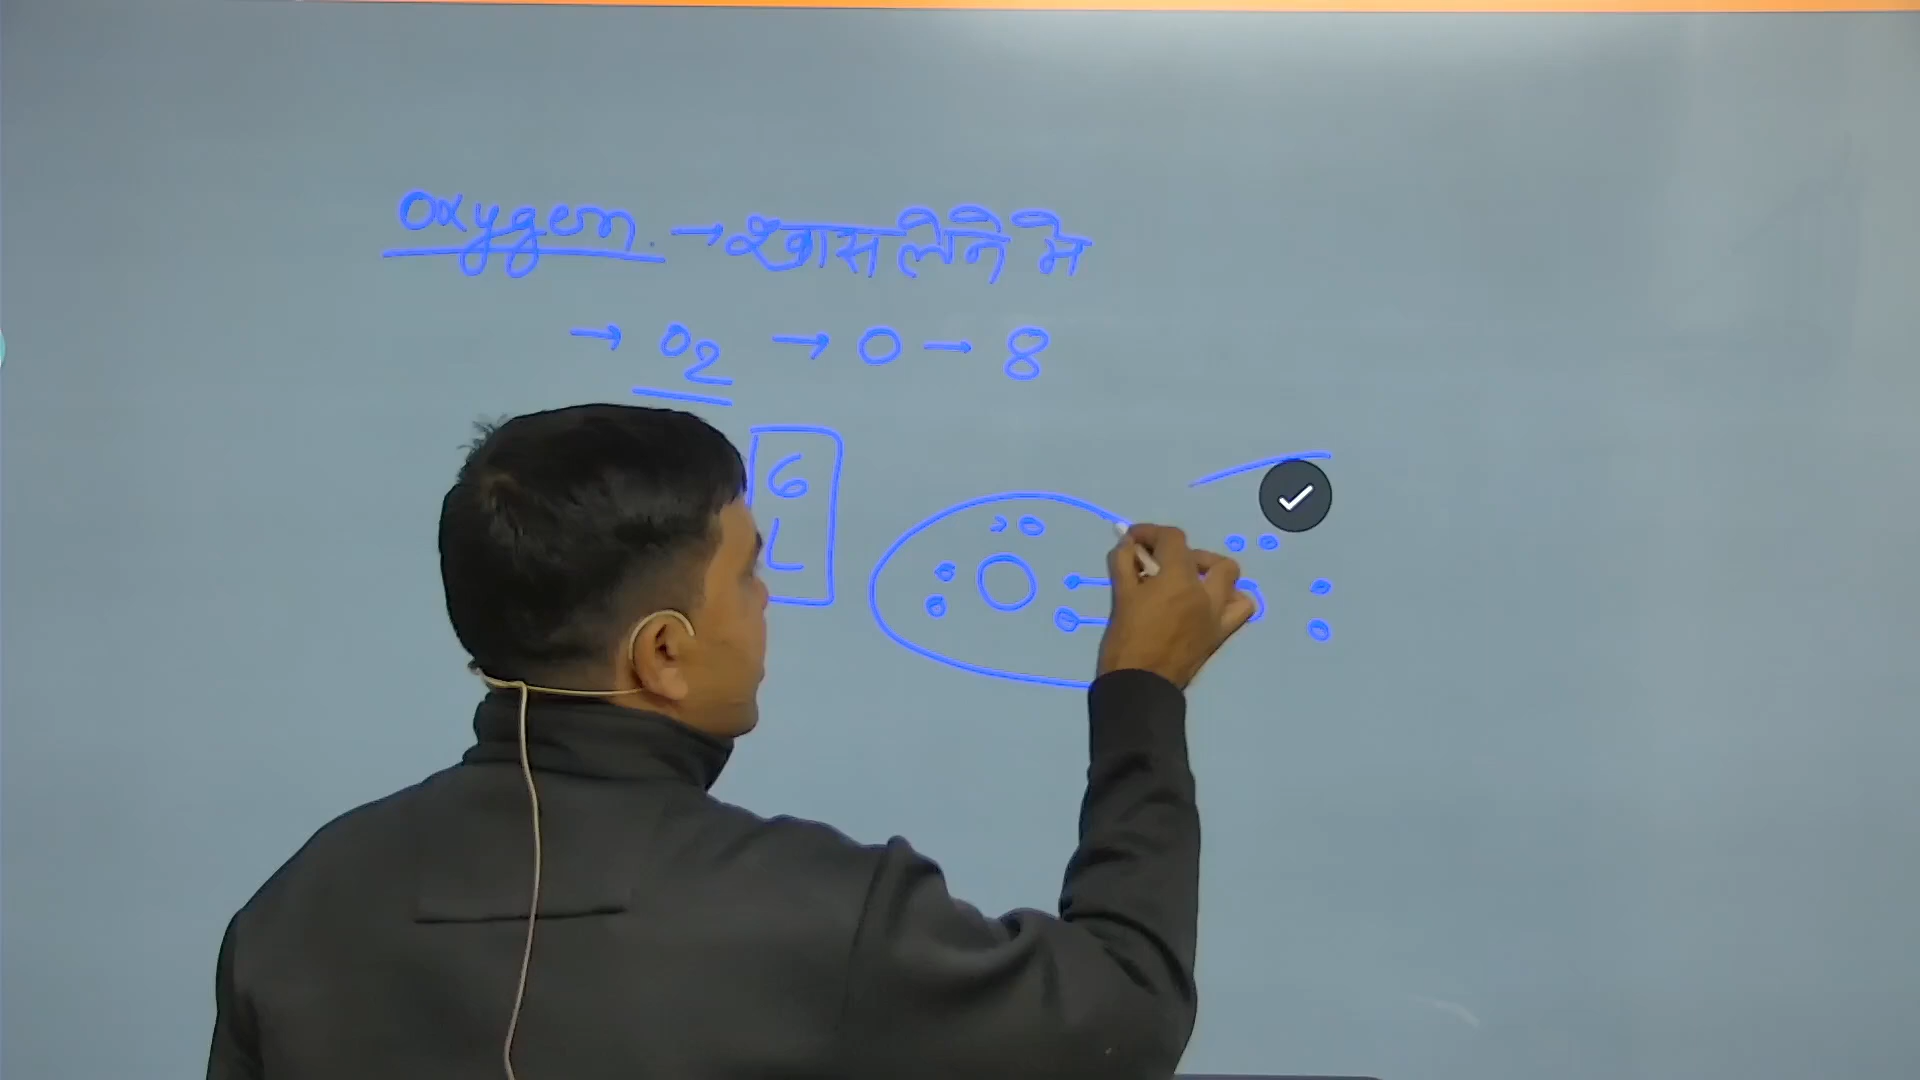 Oxygen. → श्वास लेने मे
→ O2 → O → 8
6
L